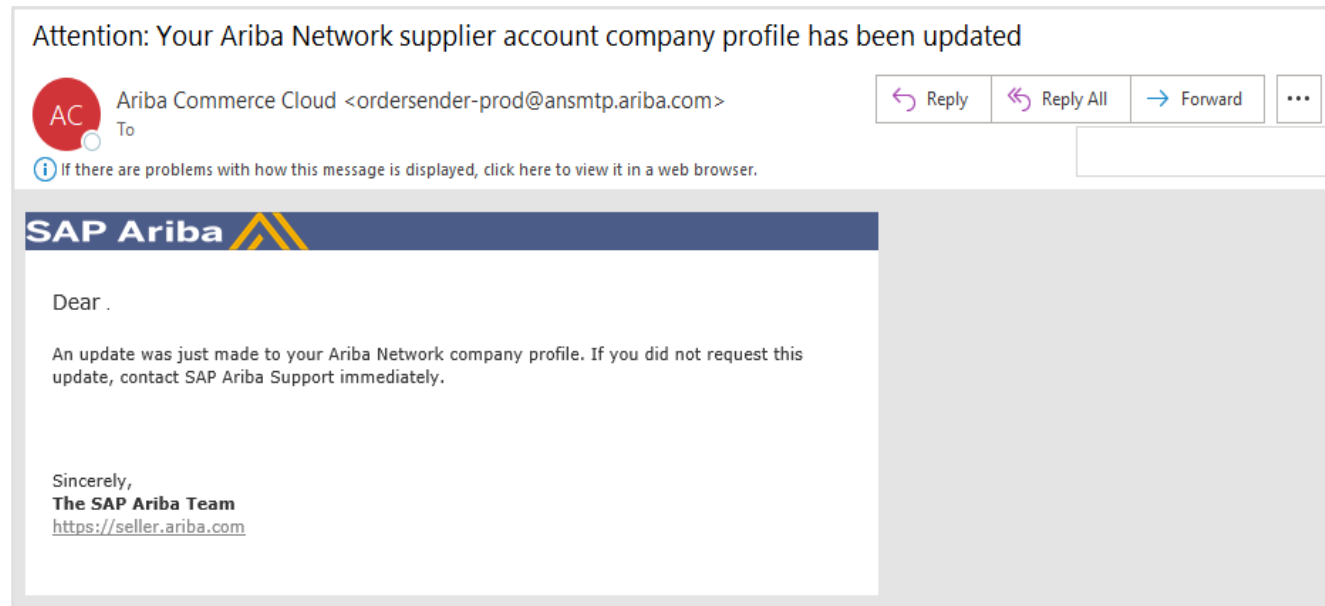 Attention: Your Ariba Network supplier account company profile has been updated
AC
Ariba Commerce Cloud <ordersender-prod@ansmtp.ariba.com>
To
Reply
Reply All
Forward
If there are problems with how this message is displayed, click here to view it in a web browser.
SAP Ariba
Dear .
An update was just made to your Ariba Network company profile. If you did not request this
update, contact SAP Ariba Support immediately.
Sincerely,
The SAP Ariba Team
https://seller.ariba.com